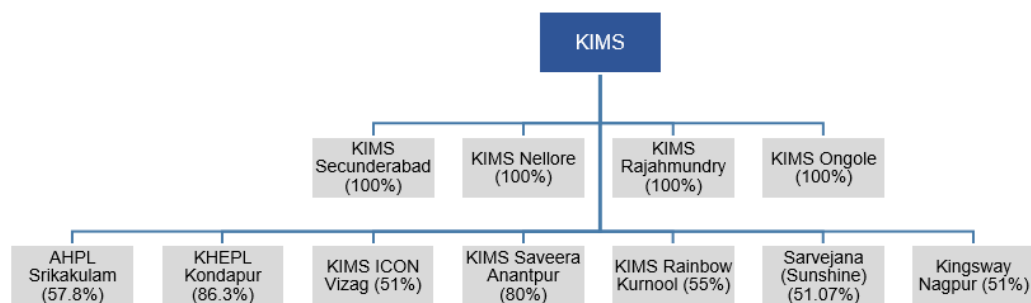 KIMS
KIMS
Secunderabad
(100%)
KIMS Nellore
(100%)
KIMS
Rajahmundry
(100%)
KIMS Ongole
(100%)
AHPL
Srikakulam
(57.8%)
KHEPL
Kondapur
(86.3%)
KIMS ICON
Vizag (51%)
KIMS Saveera
Anantpur
(80%)
KIMS Rainbow
Kurnool (55%)
Sarvejana
(Sunshine)
(51.07%)
Kingsway
Nagpur (51%)